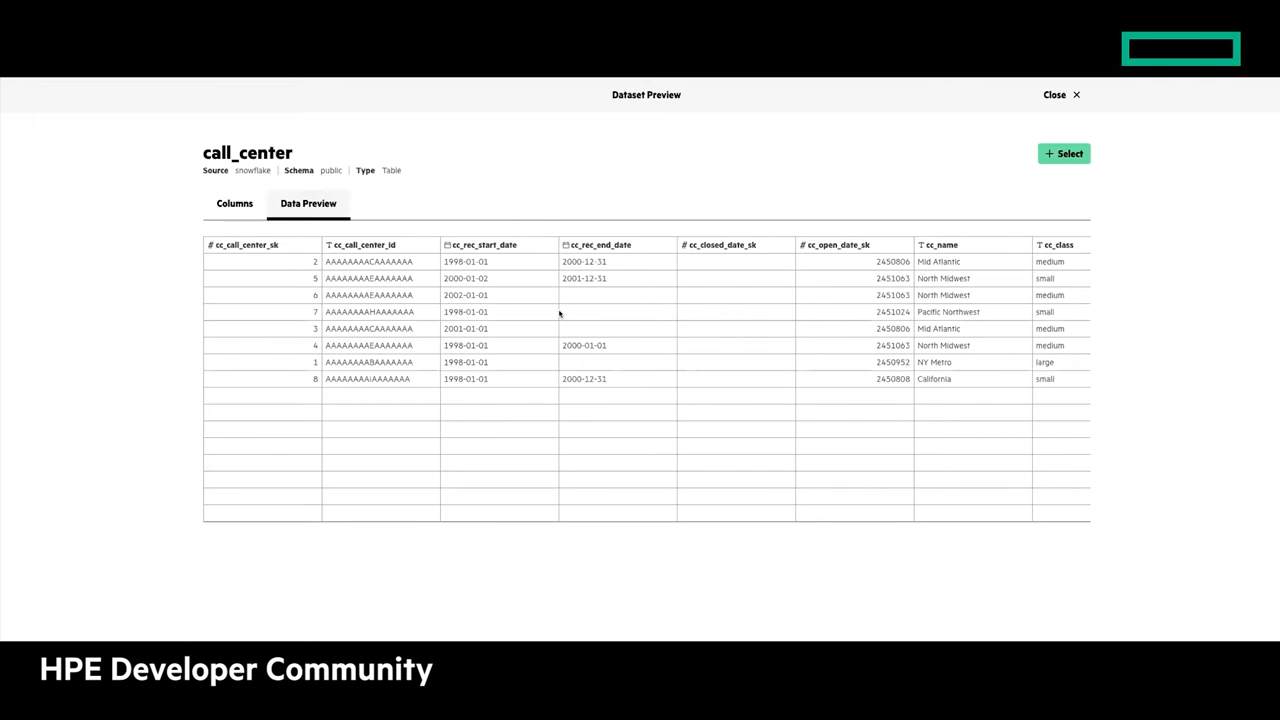 Dataset Preview
Close ×
call_center
+ Select
Source snowflake | Schema public | Type Table
Columns
Data Preview
# cc_call_center_sk T cc_call_center_id cc_rec_start_date cc_rec_end_date # cc_closed_date_sk # cc_open_date_sk T cc_name T cc_class
2 AAAAAAAACAAAAAAA 1998-01-01 2000-12-31 2450806 Mid Atlantic medium
5 AAAAAAAAEAAAAAAA 2000-01-02 2001-12-31 2451063 North Midwest small
6 AAAAAAAAEAAAAAAA 2002-01-01 2451063 North Midwest medium
7 AAAAAAAAHAAAAAAA 1998-01-01 2451024 Pacific Northwest small
3 AAAAAAAACAAAAAAA 2001-01-01 2450806 Mid Atlantic medium
4 AAAAAAAAEAAAAAAA 1998-01-01 2000-01-01 2451063 North Midwest medium
1 AAAAAAAABAAAAAAA 1998-01-01 2450952 NY Metro large
8 AAAAAAAAIAAAAAAA 1998-01-01 2000-12-31 2450808 California small
HPE Developer Community